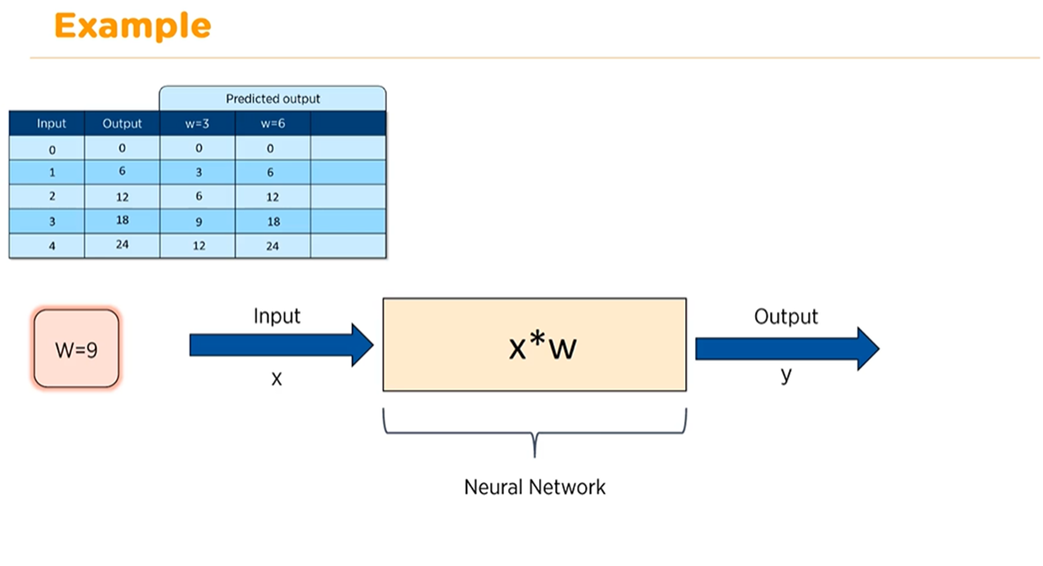 Example
Predicted output
Input Output w=3 w=6
0 0 0 0
1 6 3 6
2 12 6 12
3 18 9 18
4 24 12 24
W=9
Input
x
x*w
Output
y
Neural Network